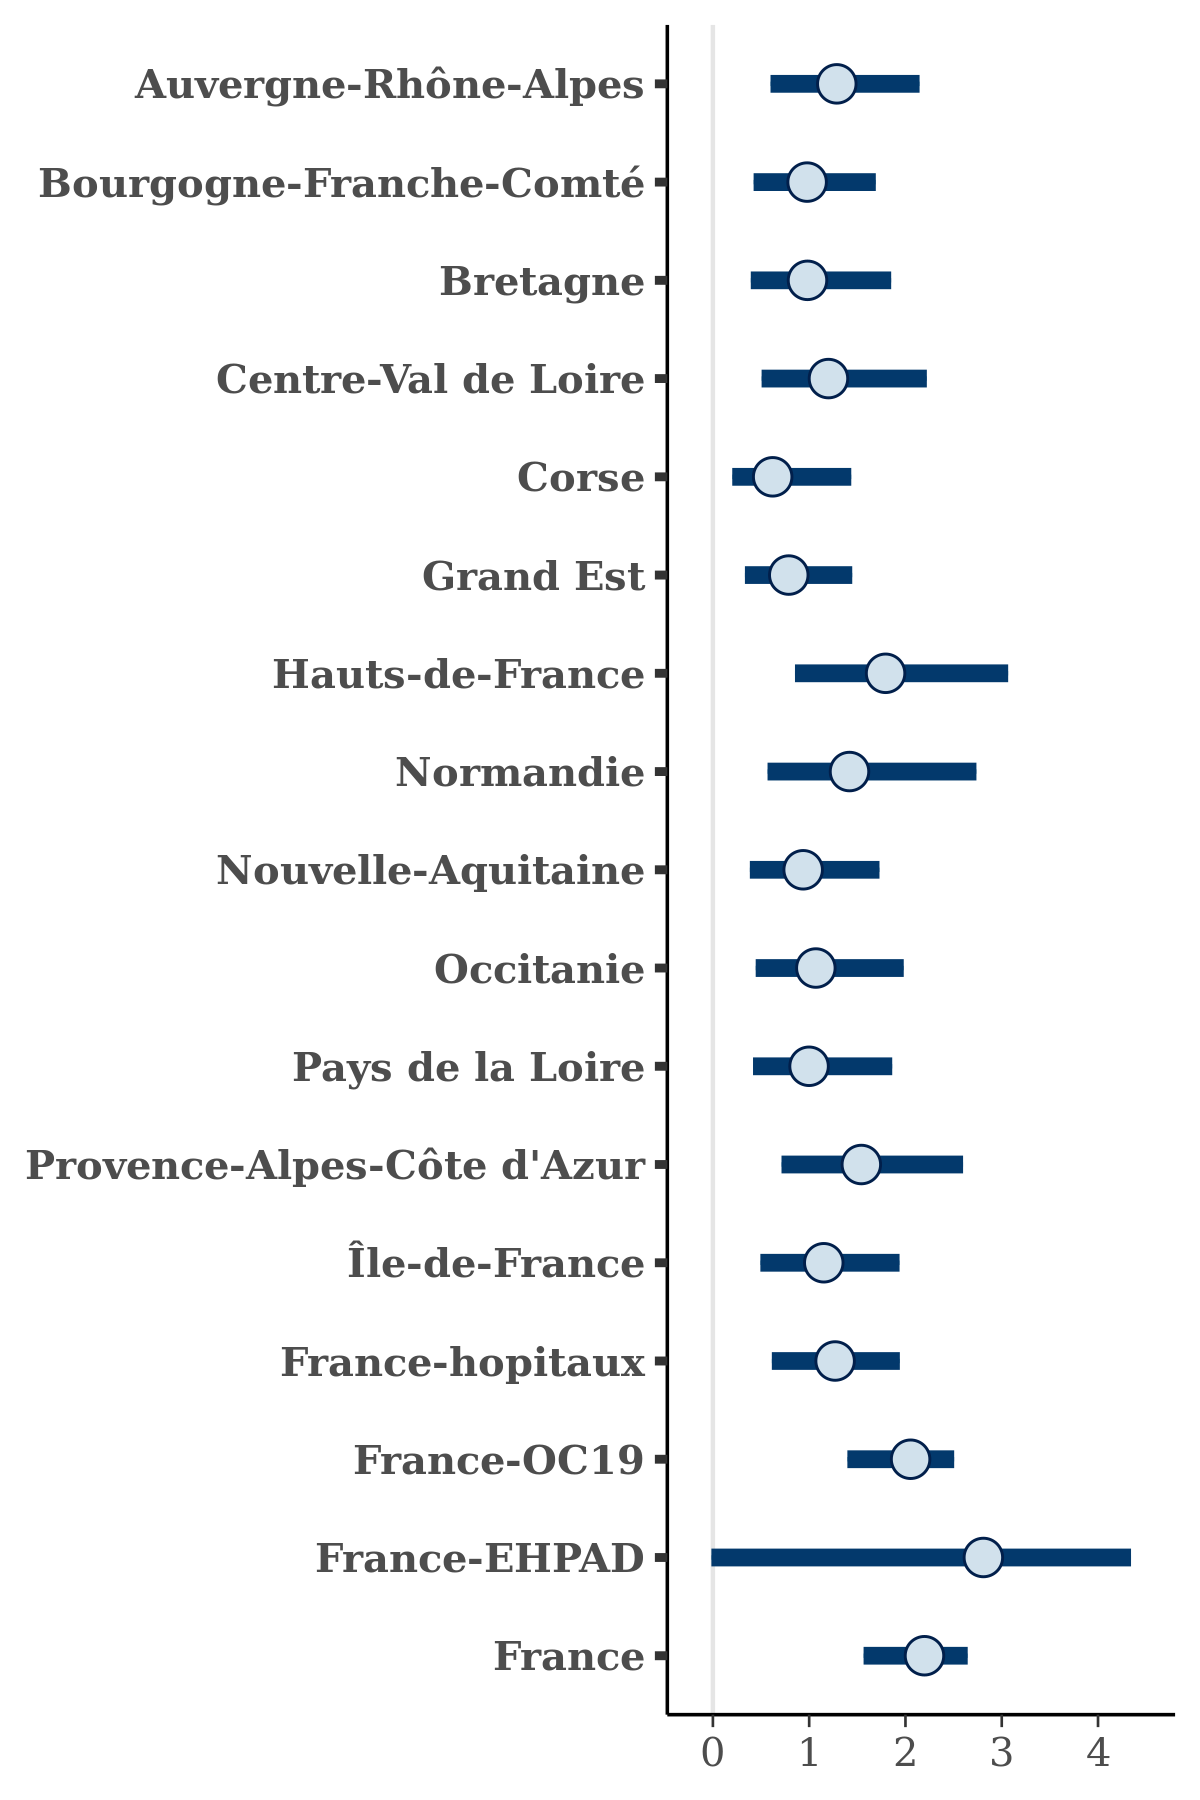 Auvergne-Rhône-Alpes
Bourgogne-Franche-Comté
Bretagne
Centre-Val de Loire
Corse
Grand Est
Hauts-de-France
Normandie
Nouvelle-Aquitaine
Occitanie
Pays de la Loire
Provence-Alpes-Côte d'Azur
Île-de-France
France-hopitaux
France-OC19
France-EHPAD
France
0 1 2 3 4